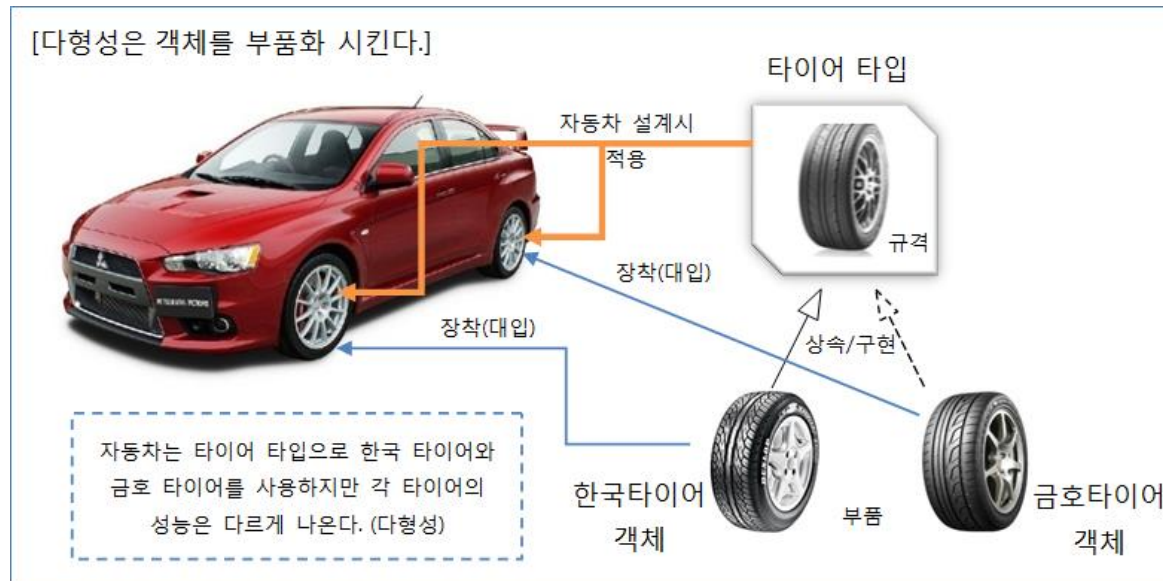 [다형성은 객체를 부품화 시킨다.]
타이어 타입
자동차 설계시
적용
규격
장착(대입)
장착(대입)
상속/구현
자동차는 타이어 타입으로 한국 타이어와
금호 타이어를 사용하지만 각 타이어의
성능은 다르게 나온다. (다형성)
한국타이어
객체
부품
금호타이어
객체